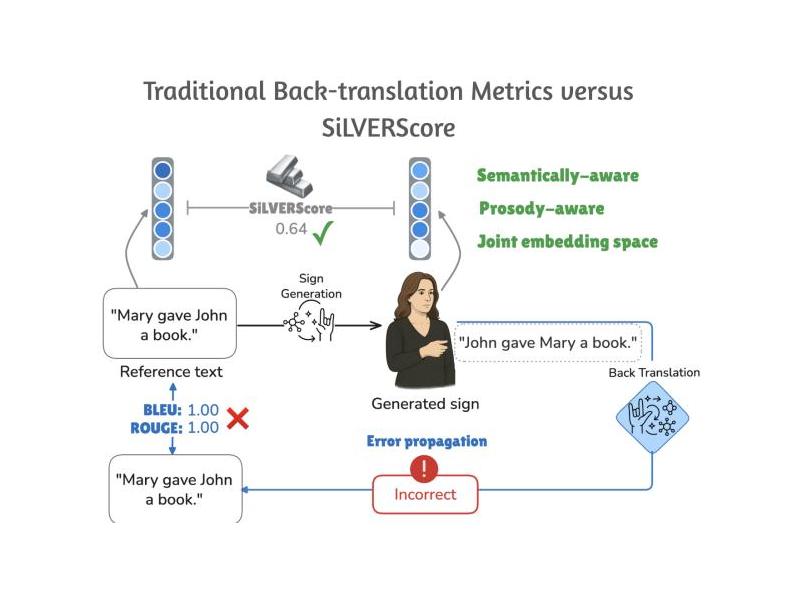 Traditional Back-translation Metrics versus
SiLVERScore
SiLVERScore
0.64
Semantically-aware
Prosody-aware
Joint embedding space
"Mary gave John
a book."
Reference text
Sign
Generation
Generated sign
"John gave Mary a book."
Back Translation
BLEU: 1.00
ROUGE: 1.00
Error propagation
!
Incorrect
"Mary gave John
a book."